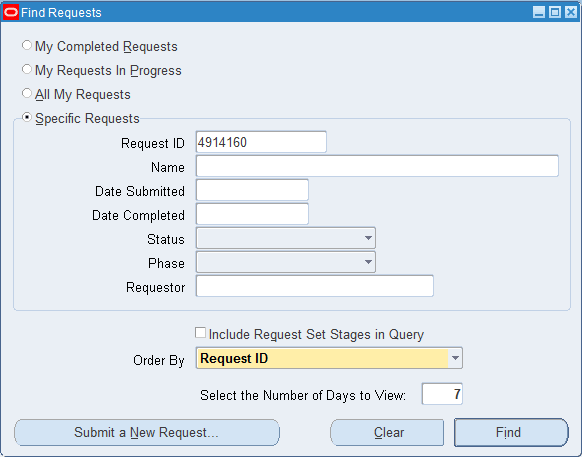 Find Requests
My Completed Requests
My Requests In Progress
All My Requests
Specific Requests
Request ID 4914160
Name
Date Submitted
Date Completed
Status
Phase
Requestor
Include Request Set Stages in Query
Order By Request ID
Select the Number of Days to View: 7
Submit a New Request... Clear Find